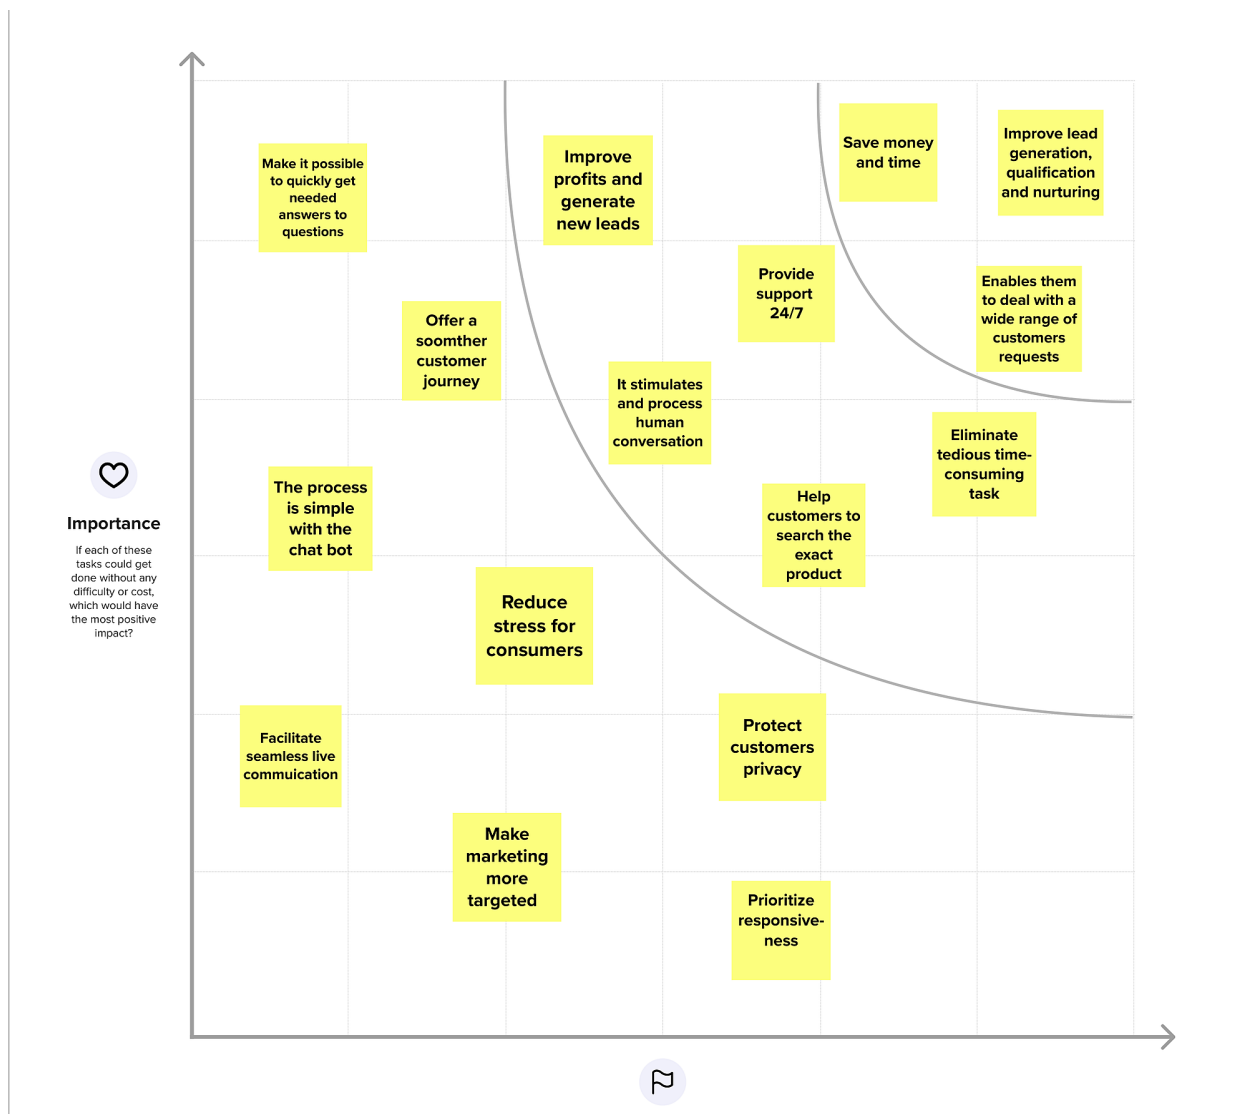 Make it possible
to quickly get
needed
answers to
questions
Improve
profits and
generate
new leads
Save money
and time
Improve lead
generation,
qualification
and nurturing
Provide
support
24/7
Enables them
to deal with a
wide range of
customers
requests
Offer a
soomther
customer
journey
It stimulates
and process
human
conversation
Eliminate
tedious time-
consuming
task
The process
is simple
with the
chat bot
Help
customers to
search the
exact
product
Importance
If each of these
tasks could get
done without any
difficulty or cost,
which would have
the most positive
impact?
Reduce
stress for
consumers
Protect
customers
privacy
Facilitate
seamless live
commuication
Make
marketing
more
targeted
Prioritize
responsive-
ness